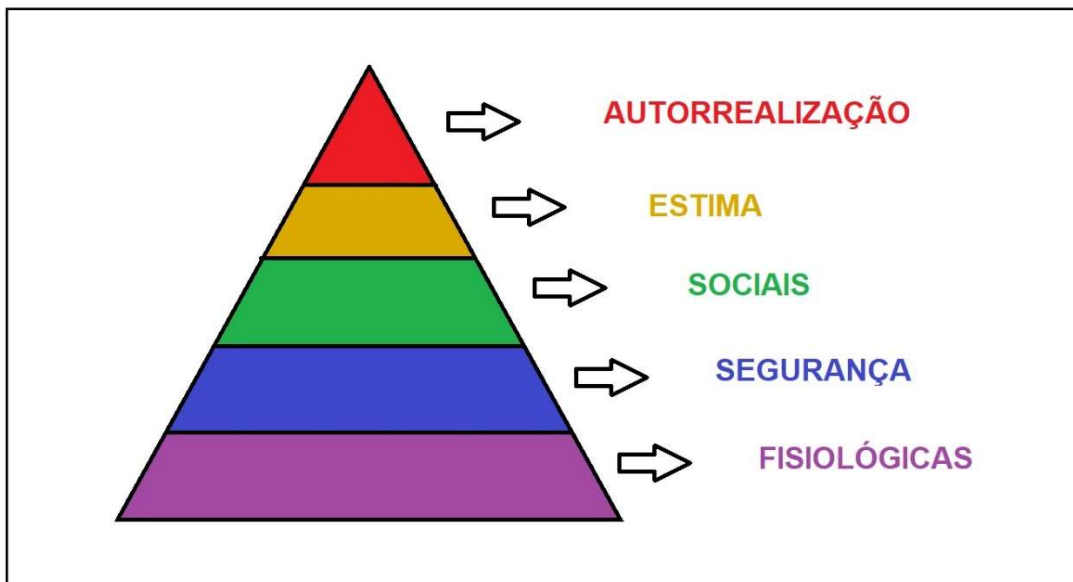 AUTORREALIZAÇÃO
ESTIMA
SOCIAIS
SEGURANÇA
FISIOLÓGICAS